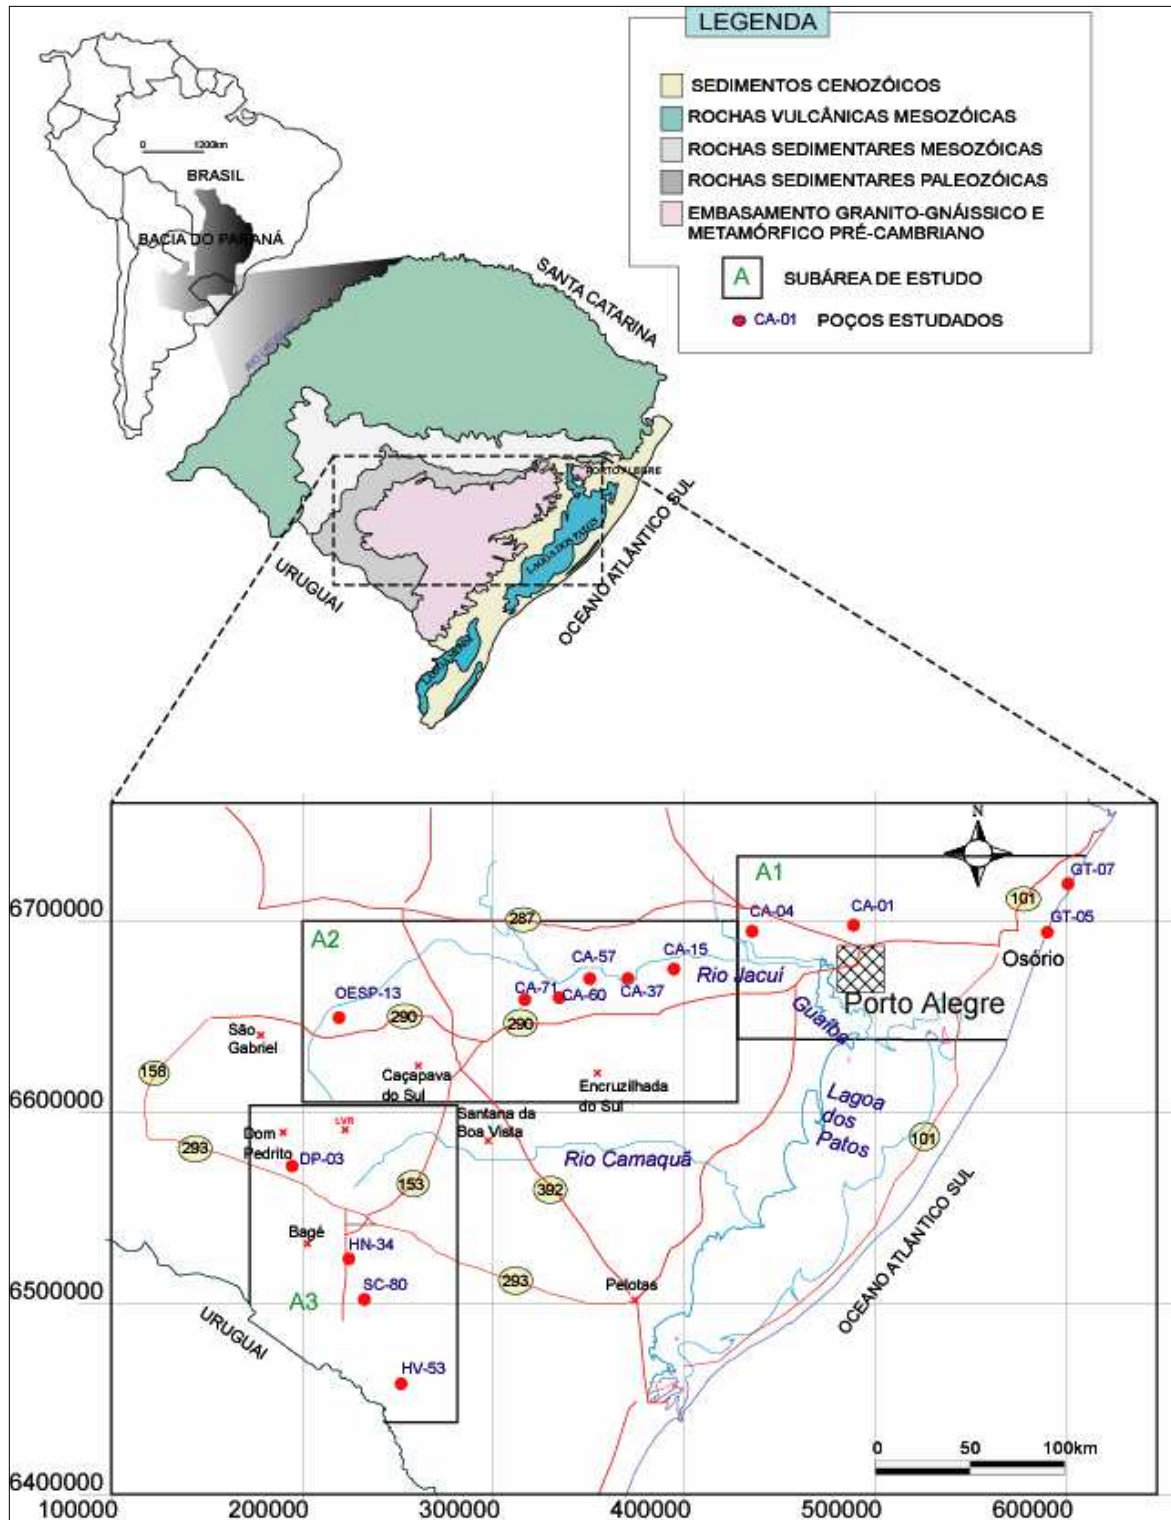 LEGENDA
SEDIMENTOS CENOZÓICOS
ROCHAS VULCÂNICAS MESOZÓICAS
ROCHAS SEDIMENTARES MESOZÓICAS
ROCHAS SEDIMENTARES PALEOZÓICAS
EMBASAMENTO GRANITO-GNÁISSICO E
METAMÓRFICO PRÉ-CAMBRIANO
A SUBÁREA DE ESTUDO
CA-01 POÇOS ESTUDADOS
0 1200km
BRASIL
BACIA DO PARANÁ
SANTA CATARINA
PORTO ALEGRE
LAGOA DOS PATOS
OCEANO ATLÂNTICO SUL
URUGUAI
N
A1
GT-07
101
6700000
CA-04
CA-01
GT-05
287
A2
CA-57
CA-15
Rio Jacuí
Osório
CA-71
CA-60
CA-37
OESP-13
290
290
Porto Alegre
Guaíba
São
Gabriel
158
Caçapava
do Sul
Encruzilhada
do Sul
6600000
Lagoa
dos
Patos
Santana da
Boa Vista
LVR
Dom
Pedrito
293
DP-03
101
Rio Camaquã
153
392
Bagé
HN-34
SC-80
293
Pelotas
6500000
A3
OCEANO ATLÂNTICO SUL
URUGUAI
HV-53
0 50 100km
6400000
100000 200000 300000 400000 500000 600000